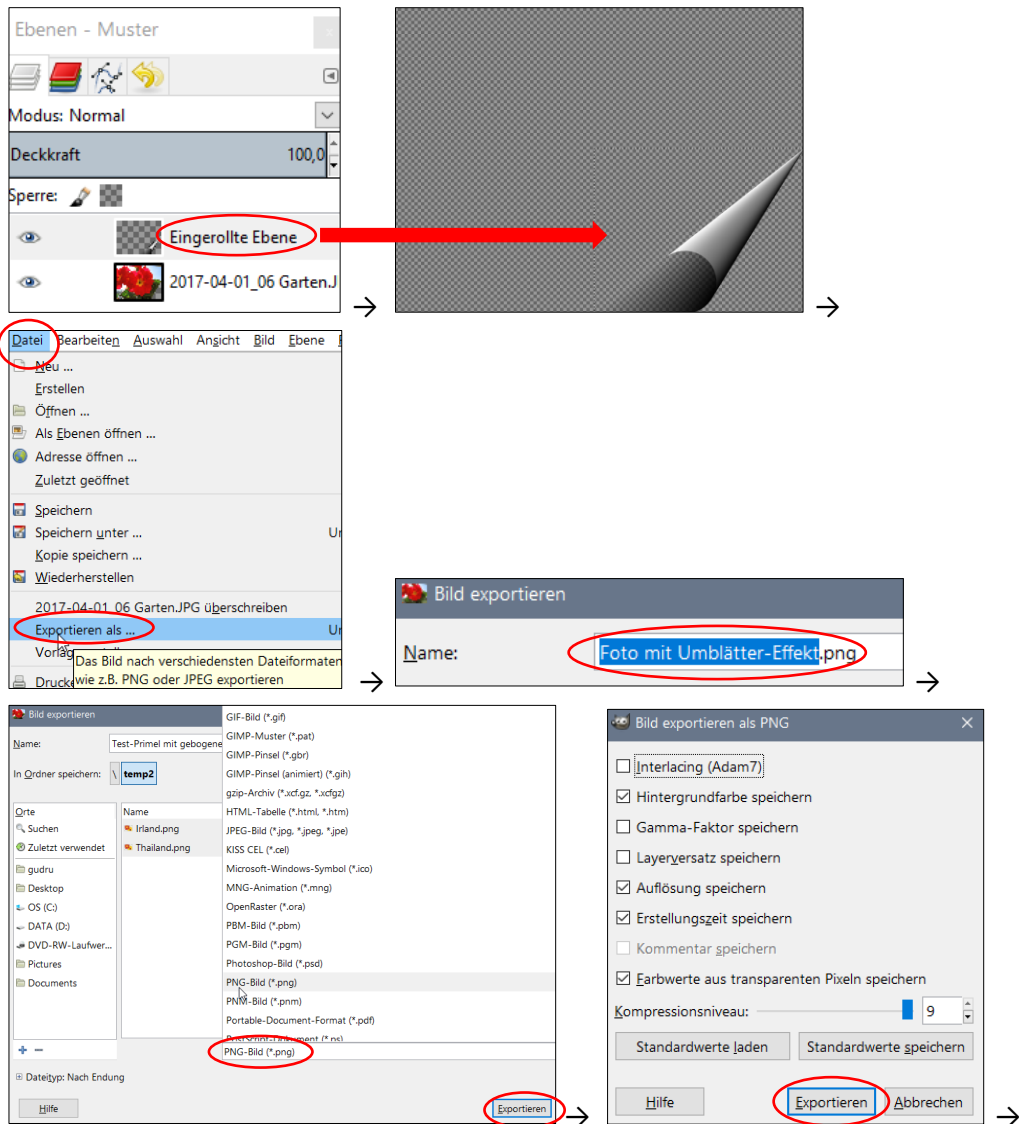 Ebenen - Muster
Modus: Normal
Deckkraft 100,0
Sperre:
Eingerollte Ebene
2017-04-01_06 Garten.J
→
→
Datei Bearbeiten Auswahl Ansicht Bild Ebene
Neu ...
Erstellen
Öffnen ...
Als Ebenen öffnen ...
Adresse öffnen ...
Zuletzt geöffnet
Speichern
Speichern unter ...
Kopie speichern ...
Wiederherstellen
2017-04-01_06 Garten.JPG überschreiben
Exportieren als ...
Das Bild nach verschiedensten Dateiformaten
wie z.B. PNG oder JPEG exportieren
→
Bild exportieren
Name: Foto mit Umblätter-Effekt.png
→
Bild exportieren
Name: Test-Primel mit gebogene
In Ordner speichern: \ temp2
Orte
Suchen
Zuletzt verwendet
gudru
Desktop
OS (C:)
DATA (D:)
DVD-RW-Laufwer...
Pictures
Documents
Name
Irland.png
Thailand.png
GIF-Bild (*.gif)
GIMP-Muster (*.pat)
GIMP-Pinsel (*.gbr)
GIMP-Pinsel (animiert) (*.gih)
gzip-Archiv (*.xcf.gz, *.xcfgz)
HTML-Tabelle (*.html, *.htm)
JPEG-Bild (*.jpg, *.jpeg, *.jpe)
KISS CEL (*.cel)
Microsoft-Windows-Symbol (*.ico)
MNG-Animation (*.mng)
OpenRaster (*.ora)
PBM-Bild (*.pbm)
PGM-Bild (*.pgm)
Photoshop-Bild (*.psd)
PNG-Bild (*.png)
PNM-Bild (*.pnm)
Portable-Document-Format (*.pdf)
PNG-Bild (*.png)
Dateityp: Nach Endung
Hilfe Exportieren
→
Bild exportieren als PNG
Interlacing (Adam7)
Hintergrundfarbe speichern
Gamma-Faktor speichern
Layerversatz speichern
Auflösung speichern
Erstellungszeit speichern
Kommentar speichern
Farbwerte aus transparenten Pixeln speichern
Kompressionsniveau: 9
Standardwerte laden Standardwerte speichern
Hilfe Exportieren Abbrechen
→